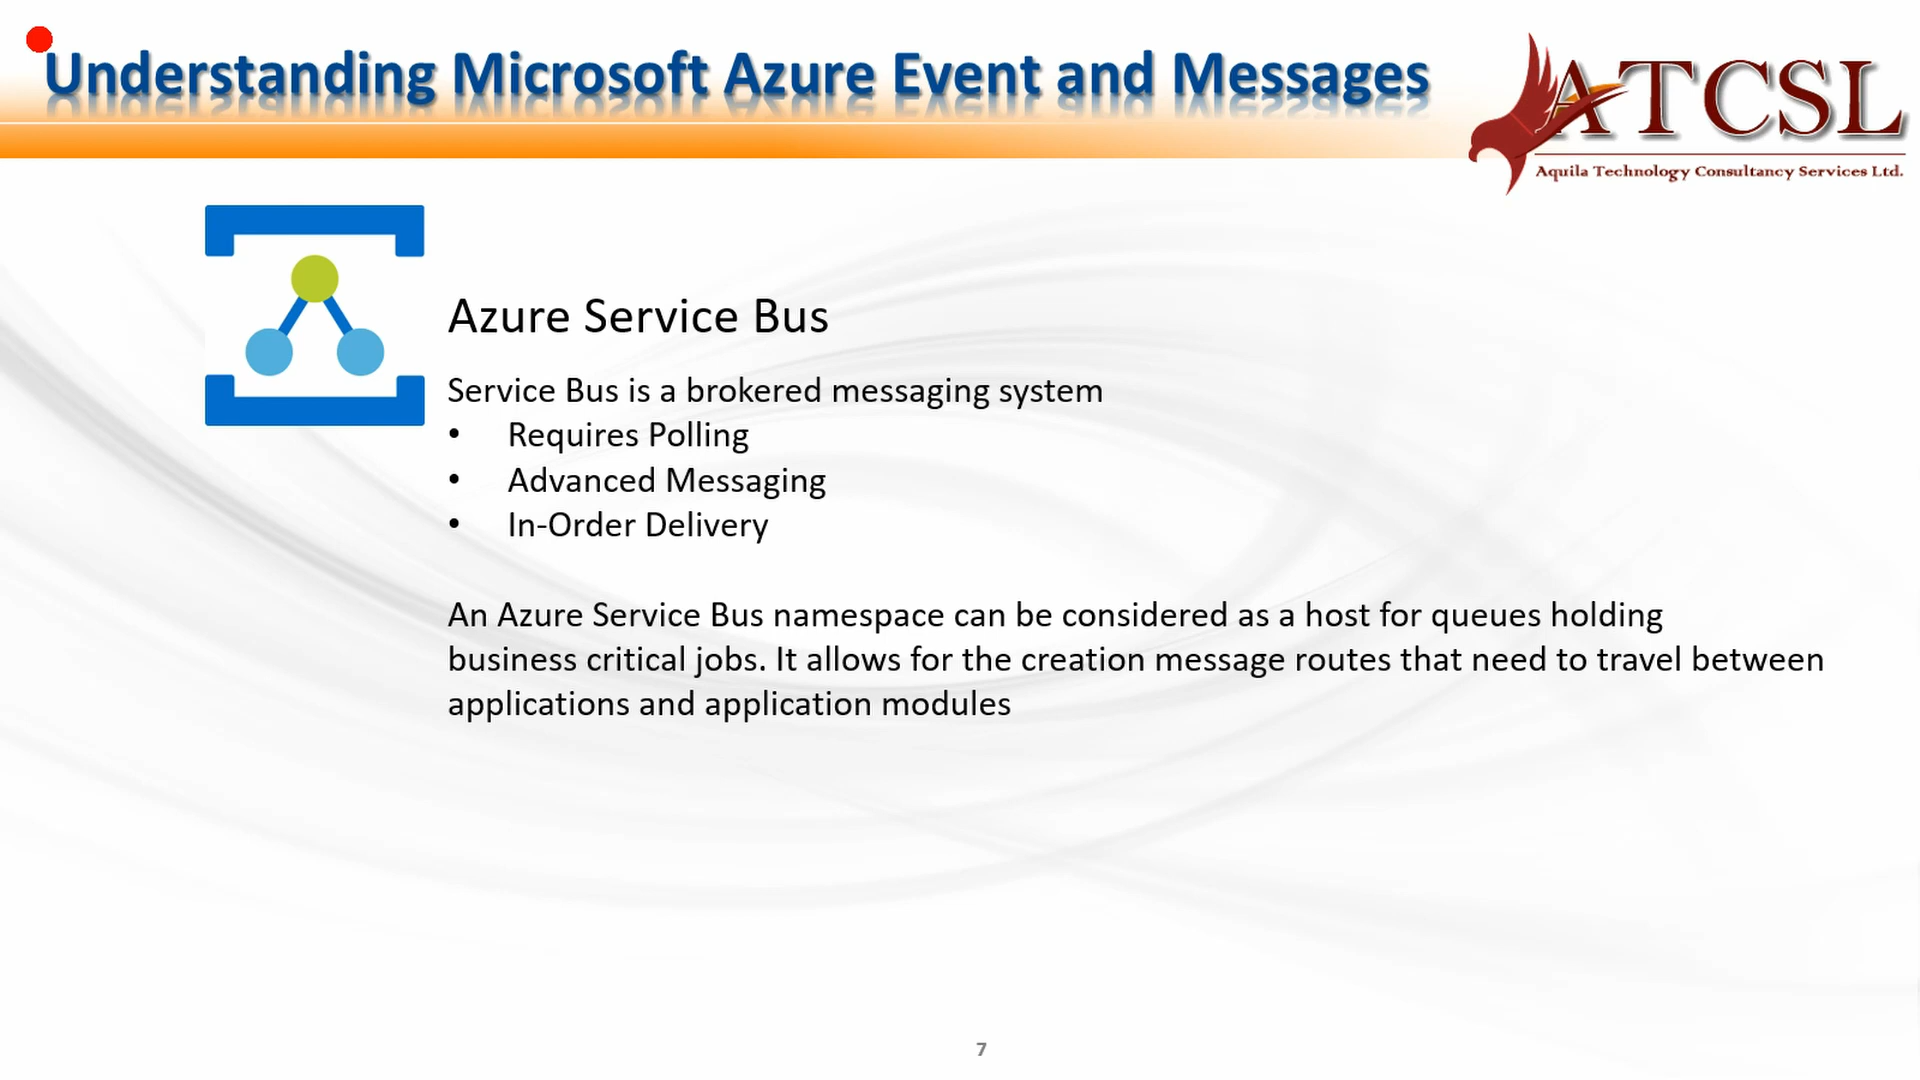 Understanding Microsoft Azure Event and Messages
ATCSL
Aquila Technology Consultancy Services Ltd.
Azure Service Bus
Service Bus is a brokered messaging system
• Requires Polling
• Advanced Messaging
• In-Order Delivery
An Azure Service Bus namespace can be considered as a host for queues holding
business critical jobs. It allows for the creation message routes that need to travel between
applications and application modules
7